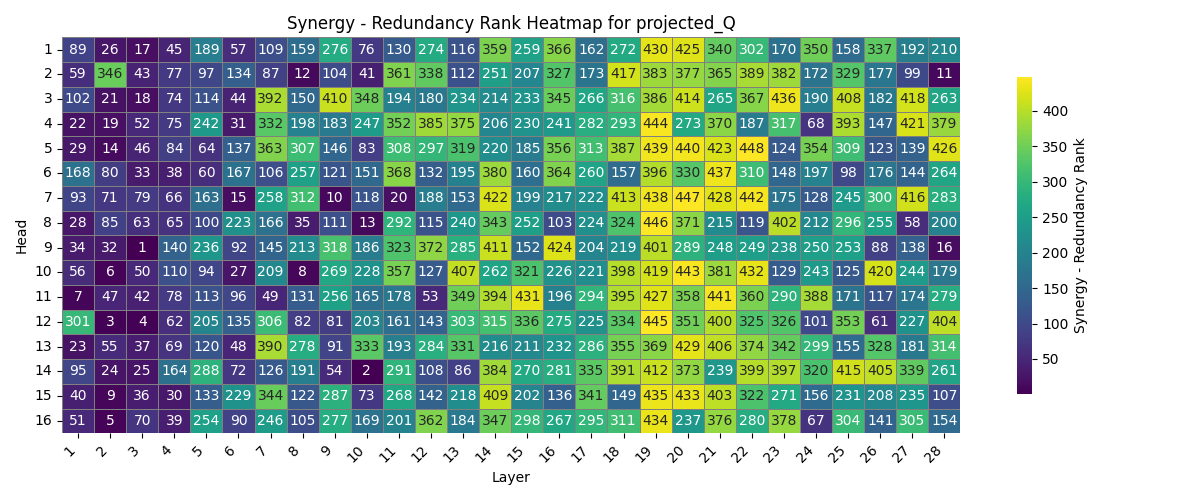 Synergy - Redundancy Rank Heatmap for projected_Q
1 89 26 17 45 189 57 109 159 276 76 130 274 116 359 259 366 162 272 430 425 340 302 170 350 158 337 192 210
2 59 346 43 77 97 134 87 12 104 41 361 338 112 251 207 327 173 417 383 377 365 389 382 172 329 177 99 11
3 102 21 18 74 114 44 392 150 410 348 194 180 234 214 233 345 266 316 386 414 265 367 436 190 408 182 418 263
4 22 19 52 75 242 31 332 198 183 247 352 385 375 206 230 241 282 293 444 273 370 187 317 68 393 147 421 379
5 29 14 46 84 64 137 363 307 146 83 308 297 319 220 185 356 313 387 439 440 423 448 124 354 309 123 139 426
6 168 80 33 38 60 167 106 257 121 151 368 132 195 380 160 364 260 157 396 330 437 310 148 197 98 176 144 264
7 93 71 79 66 163 15 258 312 10 118 20 188 153 422 199 217 222 413 438 447 428 442 175 128 245 300 416 283
8 28 85 63 65 100 223 166 35 111 13 292 115 240 343 252 103 224 324 446 371 215 119 402 212 296 255 58 200
9 34 32 1 140 236 92 145 213 318 186 323 372 285 411 152 424 204 219 401 289 248 249 238 250 253 88 138 16
10 56 6 50 110 94 27 209 8 269 228 357 127 407 262 321 226 221 398 419 443 381 432 129 243 125 420 244 179
11 7 47 42 78 113 96 49 131 256 165 178 53 349 394 431 196 294 395 427 358 441 360 290 388 171 117 174 279
12 301 3 4 62 205 135 306 82 81 203 161 143 303 315 336 275 225 334 445 351 400 325 326 101 353 61 227 404
13 23 55 37 69 120 48 390 278 91 333 193 284 331 216 211 232 286 355 369 429 406 374 342 299 155 328 181 314
14 95 24 25 164 288 72 126 191 54 2 291 108 86 384 270 281 335 391 412 373 239 399 397 320 415 405 339 261
15 40 9 36 30 133 229 344 122 287 73 268 142 218 409 202 136 341 149 435 433 403 322 271 156 231 208 235 107
16 51 5 70 39 254 90 246 105 277 169 201 362 184 347 298 267 295 311 434 237 376 280 378 67 304 141 305 154
1 2 3 4 5 6 7 8 9 10 11 12 13 14 15 16 17 18 19 20 21 22 23 24 25 26 27 28
Layer
Head
400
350
300
250
200
150
100
50
Synergy - Redundancy Rank